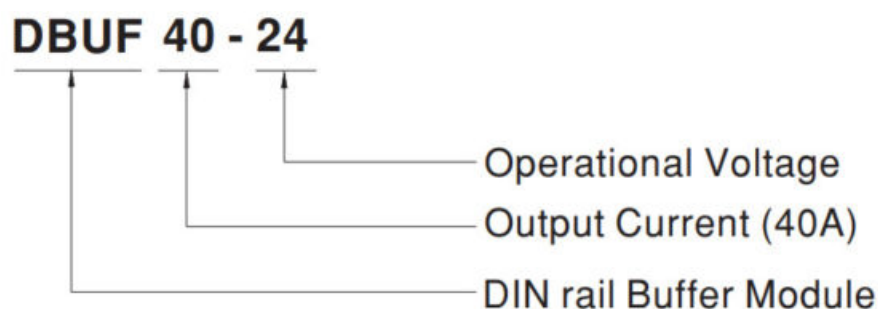 DBUF 40 - 24
Operational Voltage
Output Current (40A)
DIN rail Buffer Module